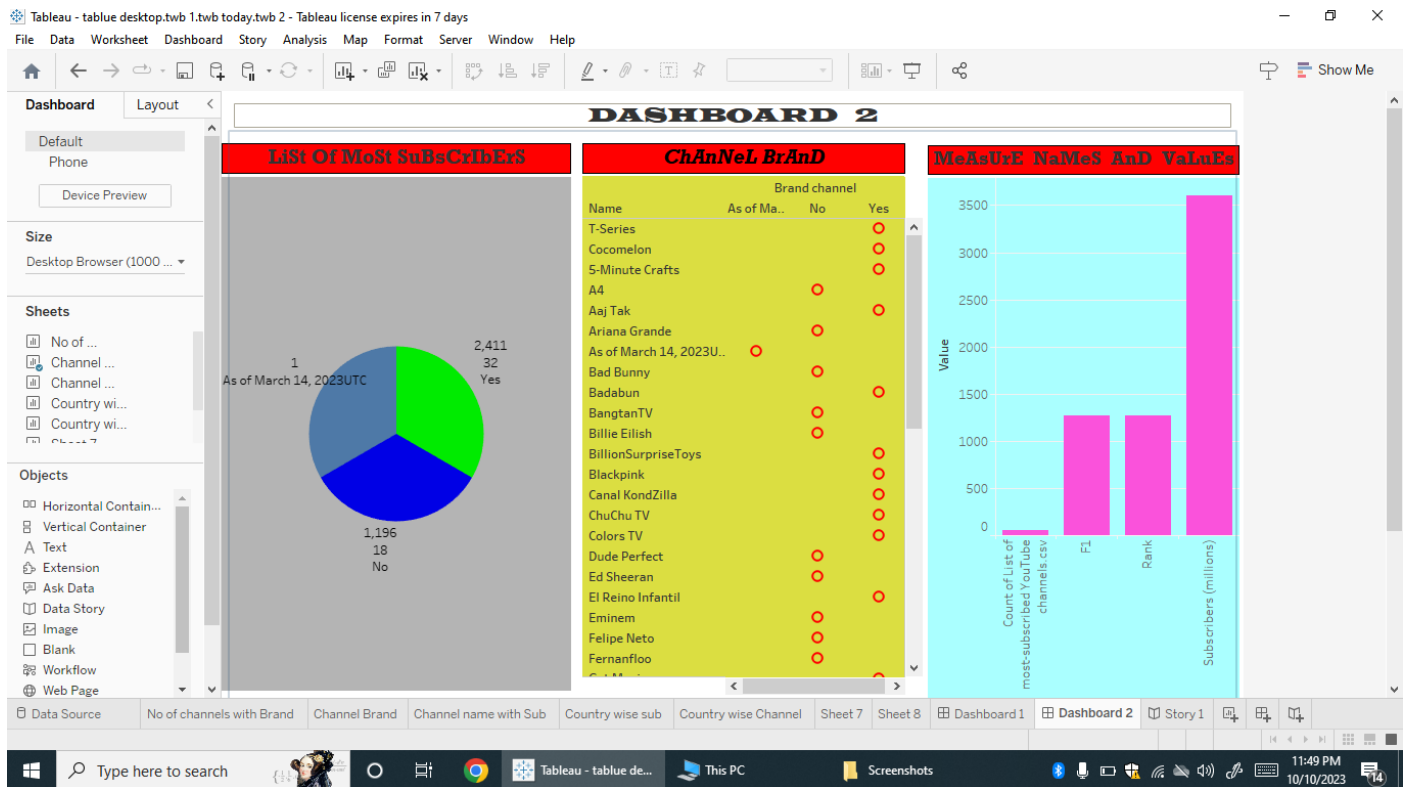 Tableau - tablue desktop.twb 1.twb today.twb 2 - Tableau license expires in 7 days
File Data Worksheet Dashboard Story Analysis Map Format Server Window Help
Show Me
Dashboard Layout
Default
Phone
Device Preview
Size
Desktop Browser (1000 ...
Sheets
No of ...
Channel ...
Channel ...
Country wi...
Country wi...
Sheet 7
Objects
Horizontal Contain...
Vertical Container
Text
Extension
Ask Data
Data Story
Image
Blank
Workflow
Web Page
DASHBOARD 2
LiSt Of MoSt SuBsCrIbErS
1
As of March 14, 2023UTC
2,411
32
Yes
1,196
18
No
ChAnNeL BrAnD
Brand channel
Name As of Ma.. No Yes
T-Series
Cocomelon
5-Minute Crafts
A4
Aaj Tak
Ariana Grande
As of March 14, 2023U..
Bad Bunny
Badabun
BangtanTV
Billie Eilish
BillionSurpriseToys
Blackpink
Canal KondZilla
ChuChu TV
Colors TV
Dude Perfect
Ed Sheeran
El Reino Infantil
Eminem
Felipe Neto
Fernanfloo
MeAsUrE NaMeS AnD VaLuEs
Value
3500
3000
2500
2000
1500
1000
500
0
Count of List of
most-subscribed YouTube
channels.csv
F1
Rank
Subscribers (millions)
Data Source No of channels with Brand Channel Brand Channel name with Sub Country wise sub Country wise Channel Sheet 7 Sheet 8 Dashboard 1 Dashboard 2 Story 1
Type here to search
Tableau - tablue de...
This PC
Screenshots
11:49 PM
10/10/2023
14